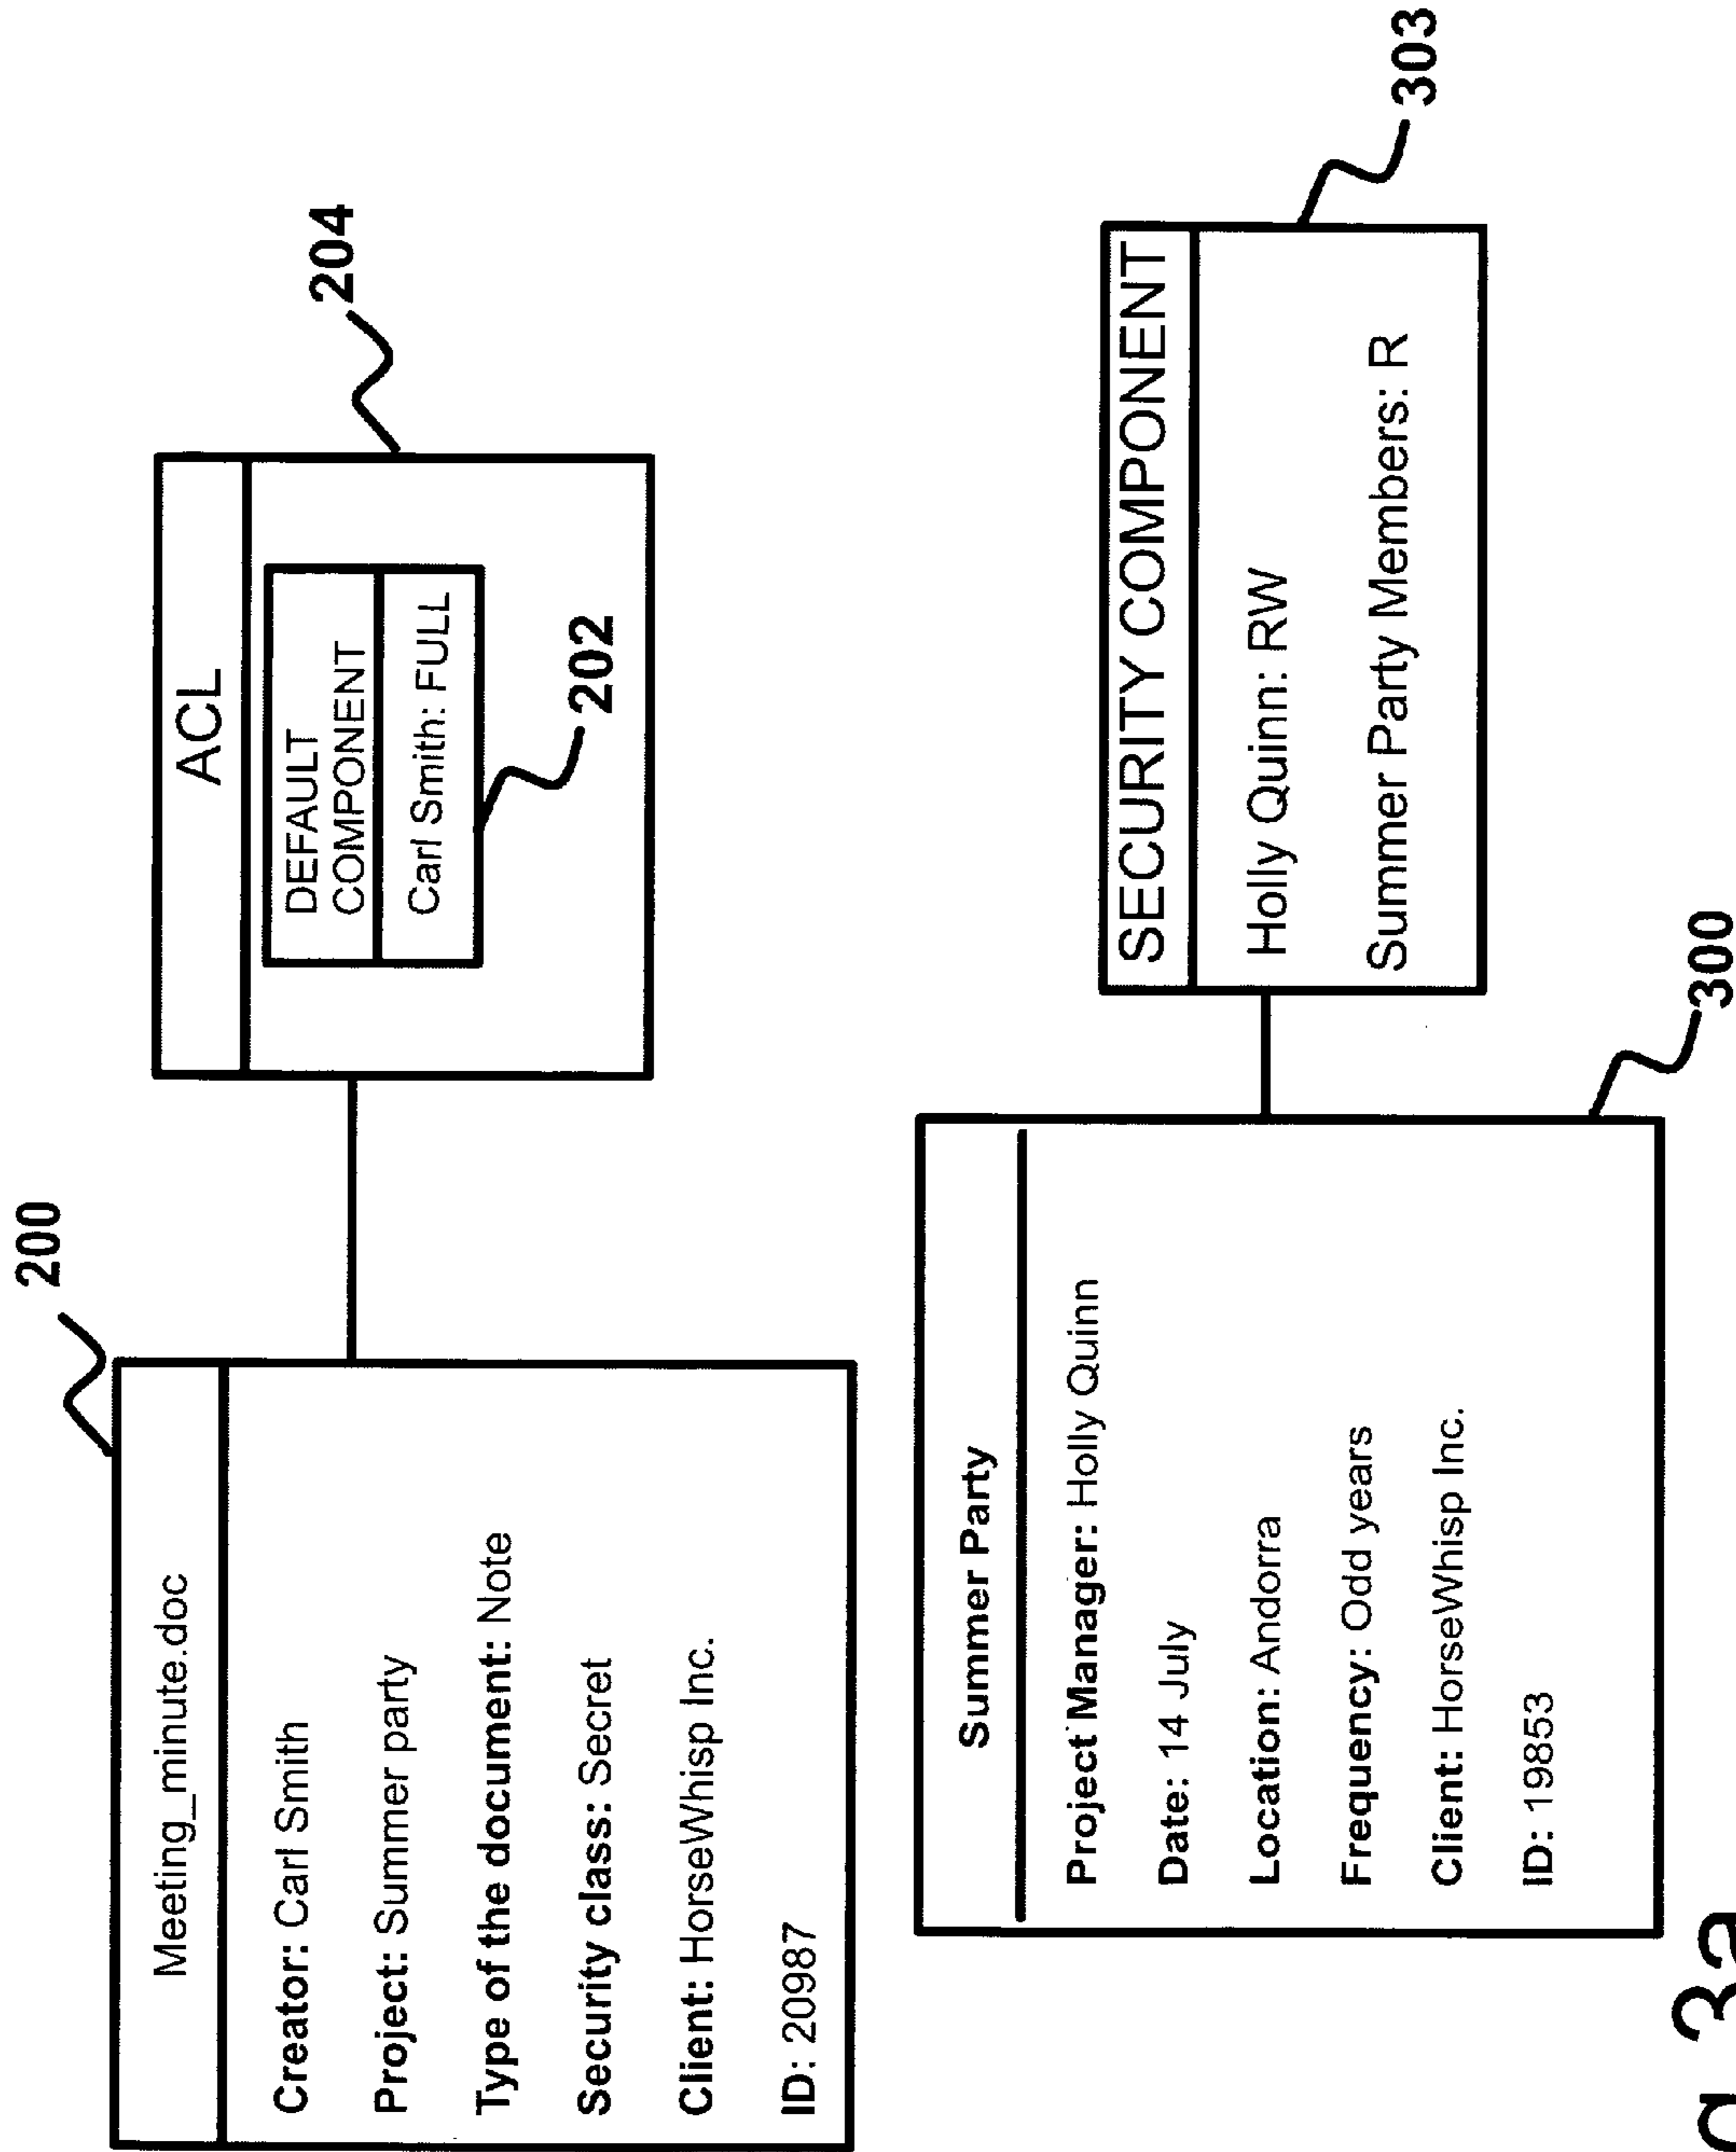 200
Meeting_minute.doc
Creator: Carl Smith
Project: Summer party
Type of the document: Note
Security class: Secret
Client: HorseWhisp Inc.
ID: 20987
204
ACL
DEFAULT
COMPONENT
Carl Smith: FULL
202
Summer Party
Project Manager: Holly Quinn
Date: 14 July
Location: Andorra
Frequency: Odd years
Client: HorseWhisp Inc.
ID: 19853
300
SECURITY COMPONENT
Holly Quinn: RW
Summer Party Members: R
303